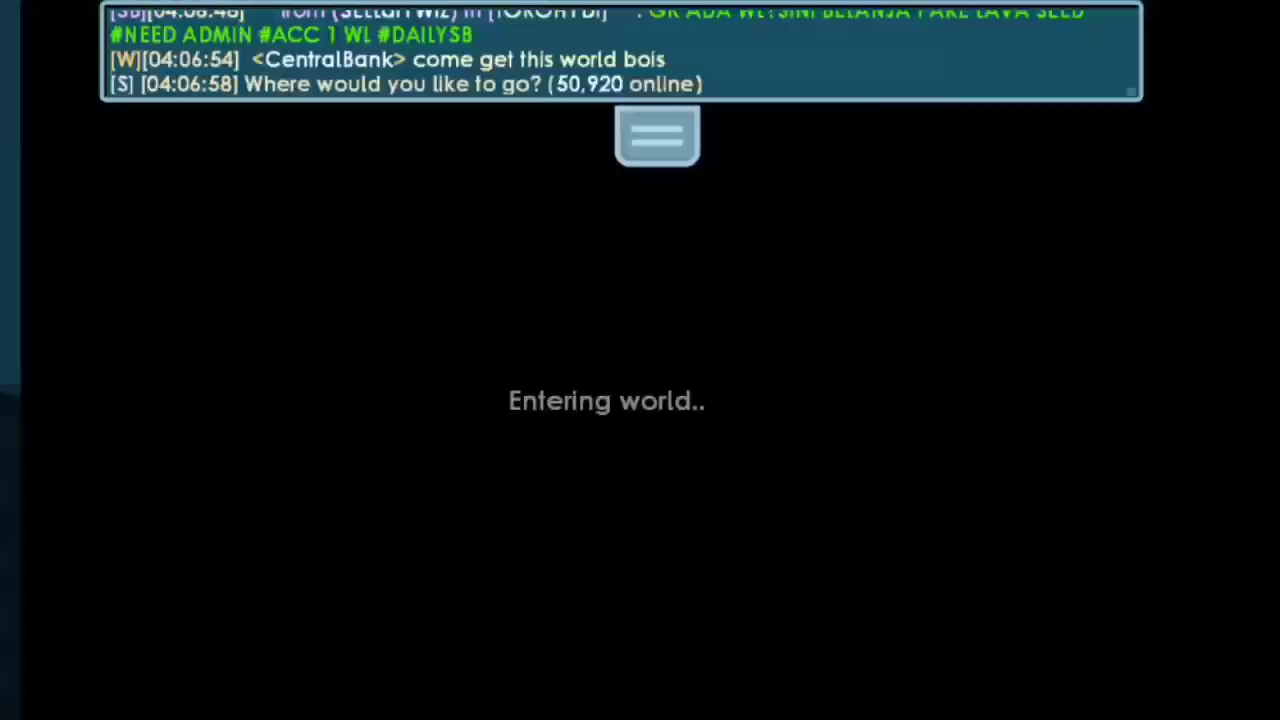 #NEED ADMIN #ACC 1 WL #DAILYSB
[W][04:06:54] <CentralBank> come get this world bois
[S] [04:06:58] Where would you like to go? (50,920 online)
Entering world..